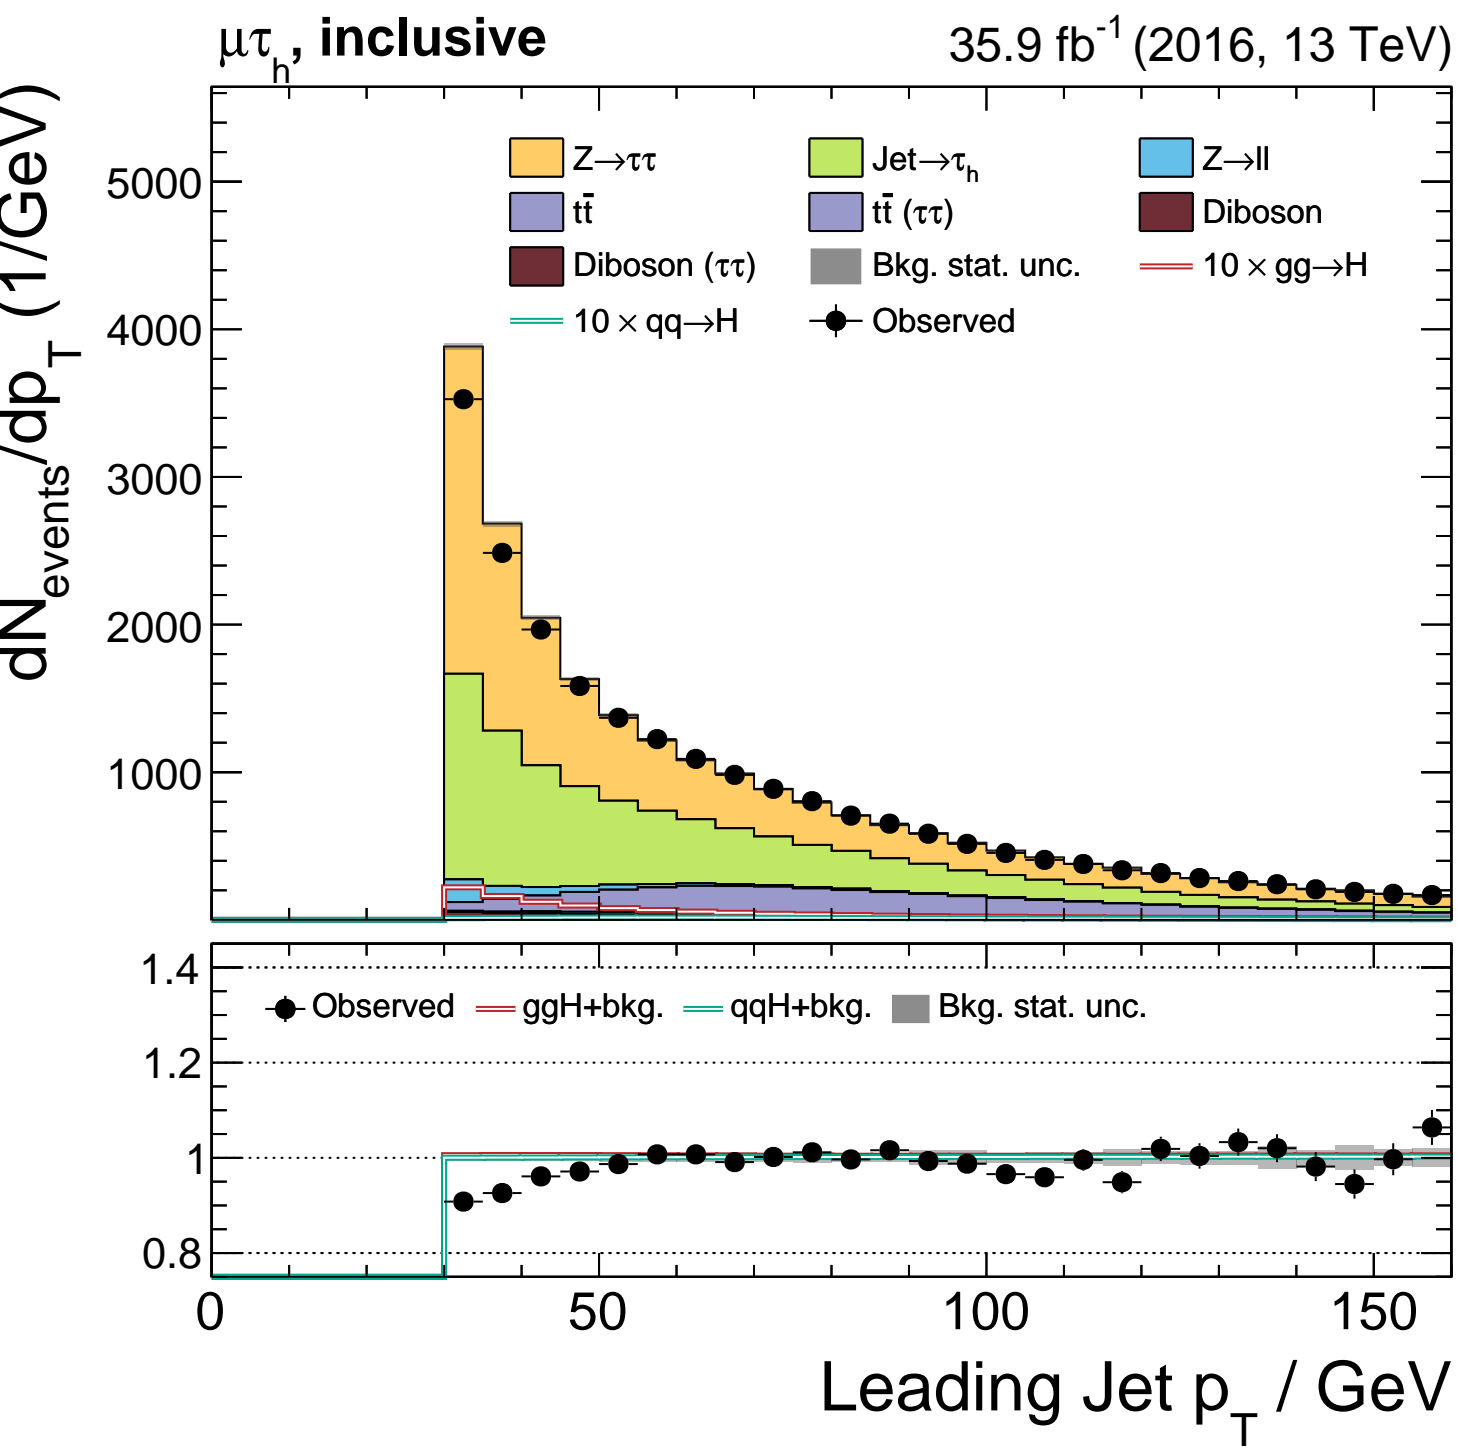 μτh, inclusive 35.9 fb-1 (2016, 13 TeV)
dNevents/dpT (1/GeV)
5000
4000
3000
2000
1000
Z→ττ Jet→τh Z→ll
tt̄ tt̄ (ττ) Diboson
Diboson (ττ) Bkg. stat. unc. 10 × gg→H
10 × qq→H Observed
1.4
1.2
1
0.8
Observed ggH+bkg. qqH+bkg. Bkg. stat. unc.
0 50 100 150
Leading Jet pT / GeV